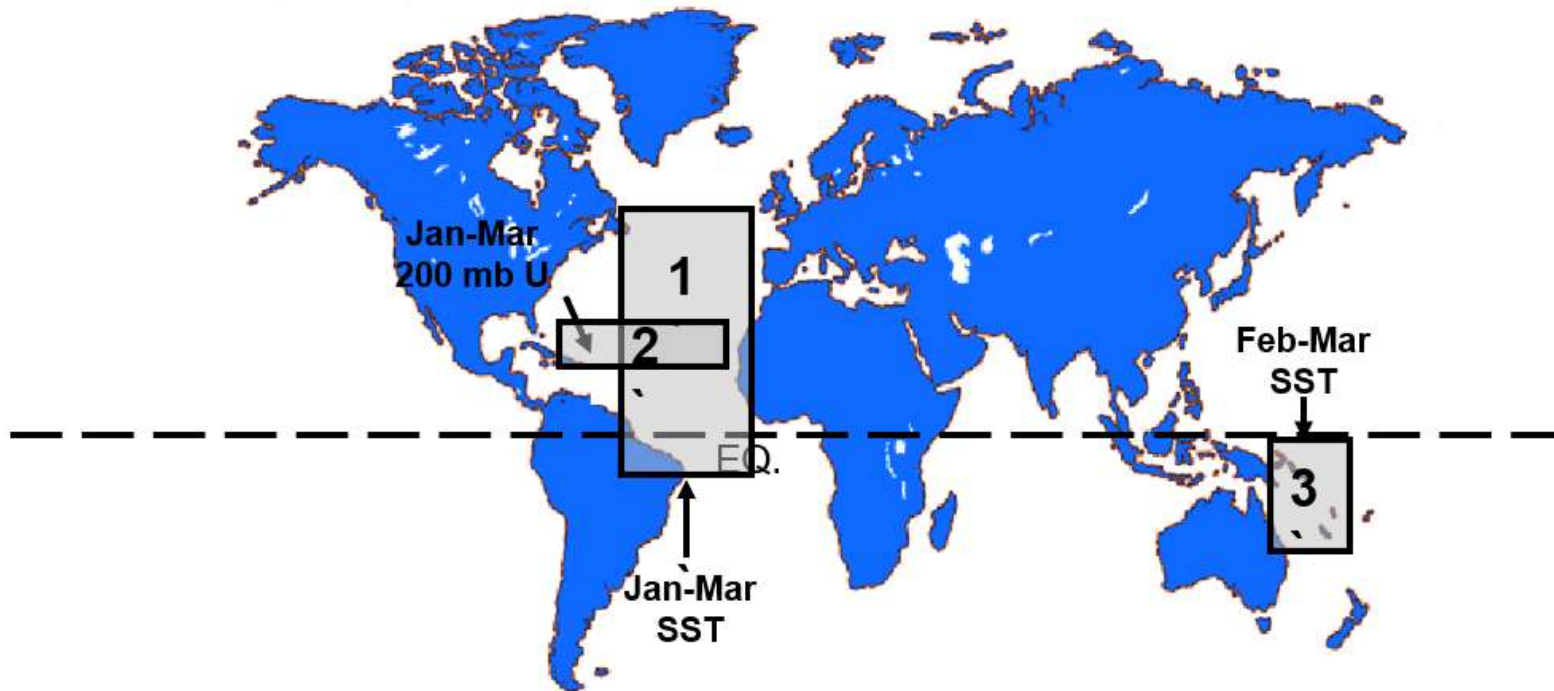 Jan-Mar
200 mb U
1
2
`
Feb-Mar
SST
EQ.
3
`
`
Jan-Mar
SST